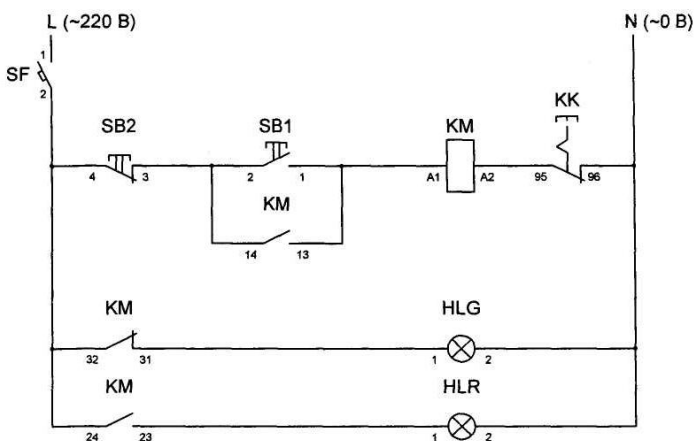 L (~220 В) N (~0 В)
1
SF
2
SB2 SB1 KM KK
4 3 2 1 A1 A2 95 96
KM
14 13
KM HLG
32 31 1 2
KM HLR
24 23 1 2